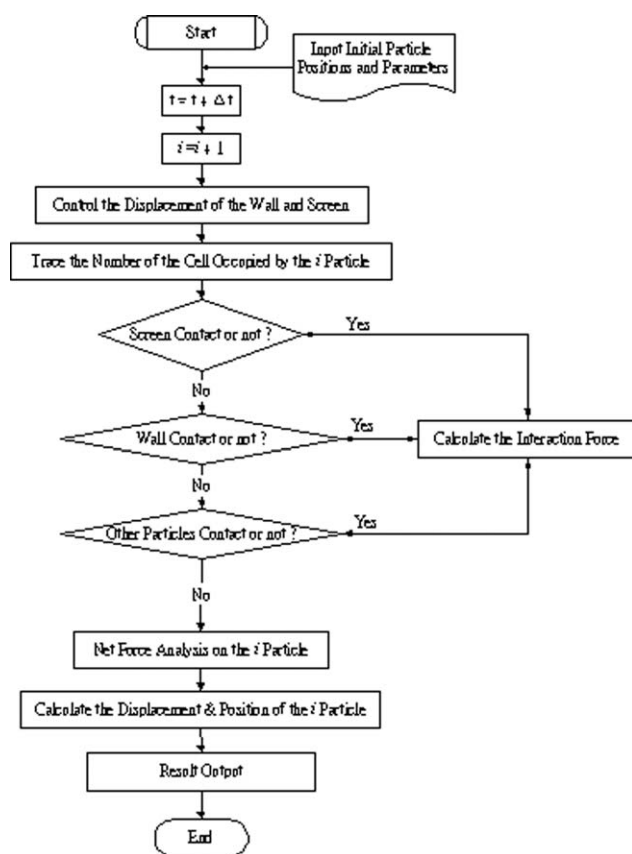 Start
Input Initial Particle
Positions and Parameters
t = t + Δt
i = i + 1
Control the Displacement of the Wall and Screen
Trace the Number of the Cell Occupied by the i Particle
Screen Contact or not ?
Yes
No
Wall Contact or not ?
Yes
Calculate the Interaction Force
No
Other Particles Contact or not ?
Yes
No
Net Force Analysis on the i Particle
Calculate the Displacement & Position of the i Particle
Result Output
End